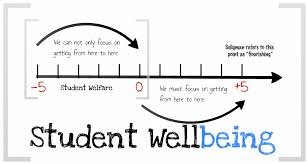 We can not only focus on
getting from here to here
Seligman refers to this
point as "flourishing"
-5
Student Welfare
0
+5
We must focus on getting
from here to here
Student Wellbeing